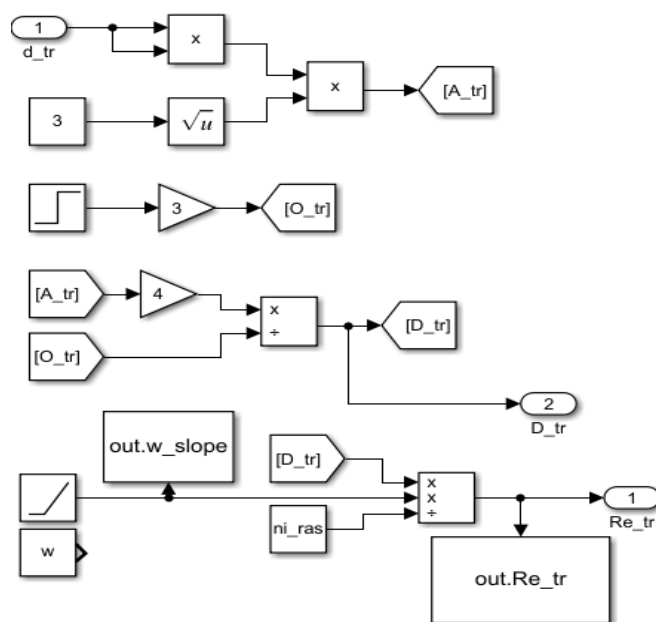 1
d_tr
x
x
[A_tr]
3
√u
3
[O_tr]
[A_tr]
4
x
÷
[O_tr]
[D_tr]
2
D_tr
out.w_slope
[D_tr]
x
x
÷
1
Re_tr
w
ni_ras
out.Re_tr